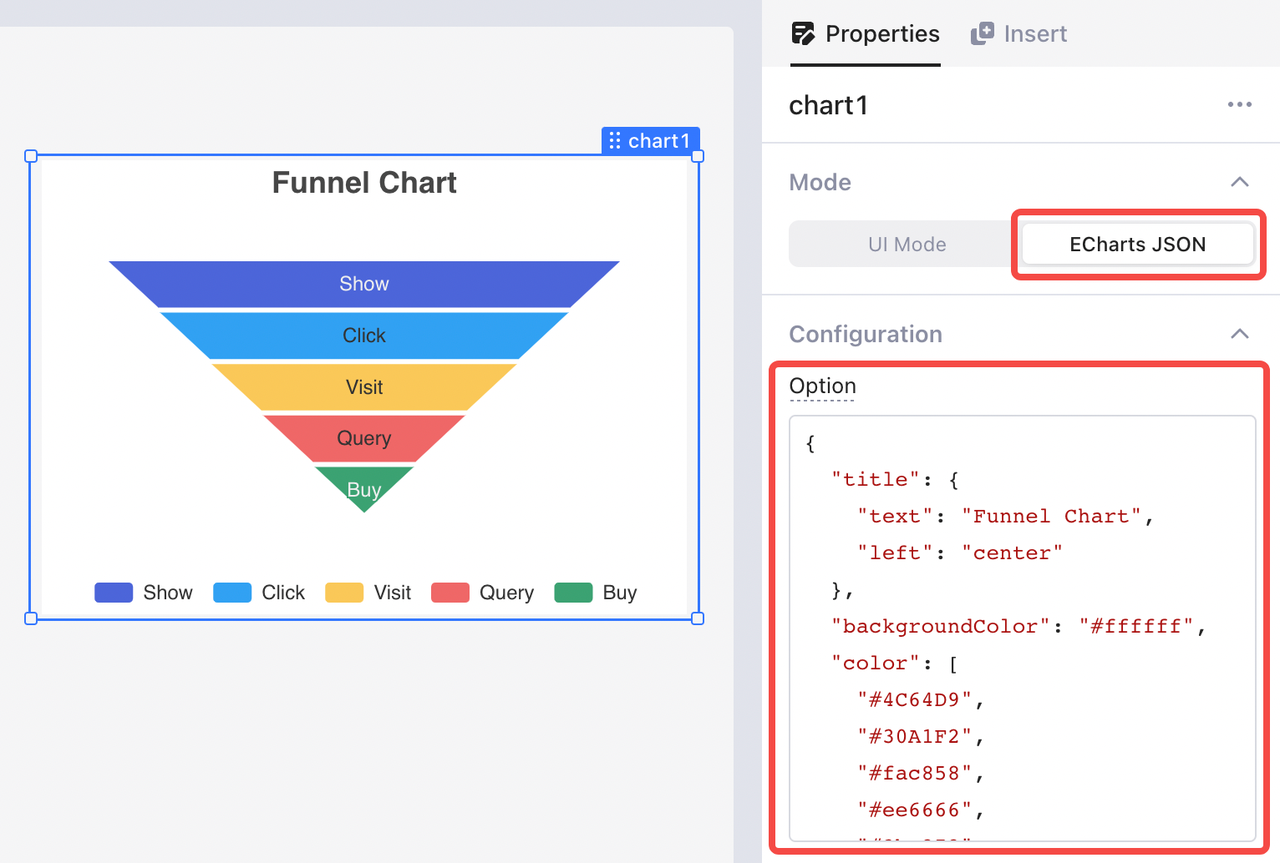 chart1
Funnel Chart
Show
Click
Visit
Query
Buy
Show Click Visit Query Buy
Properties Insert
chart1
Mode
UI Mode ECharts JSON
Configuration
Option
{
"title": {
"text": "Funnel Chart",
"left": "center"
},
"backgroundColor": "#ffffff",
"color": [
"#4C64D9",
"#30A1F2",
"#fac858",
"#ee6666",